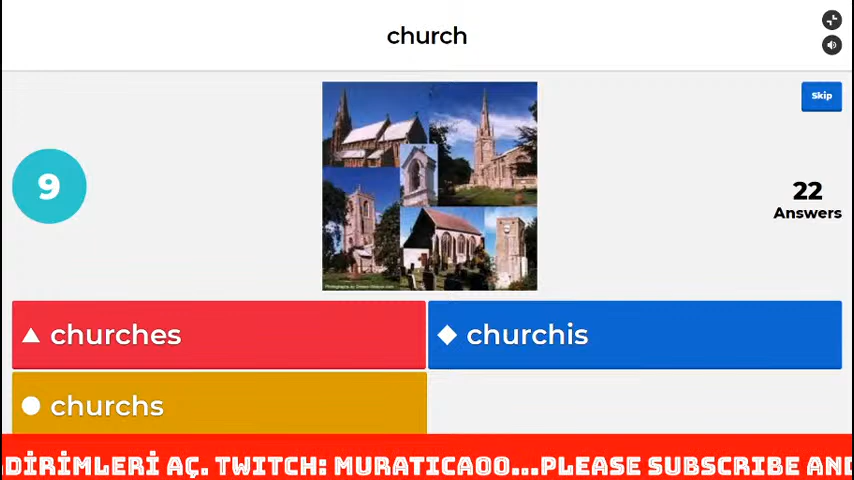 church
Skip
9
22
Answers
churches
churchis
churchs
DİRİMLERİ AÇ. TWITCH: MURATICA00...PLEASE SUBSCRIBE AND